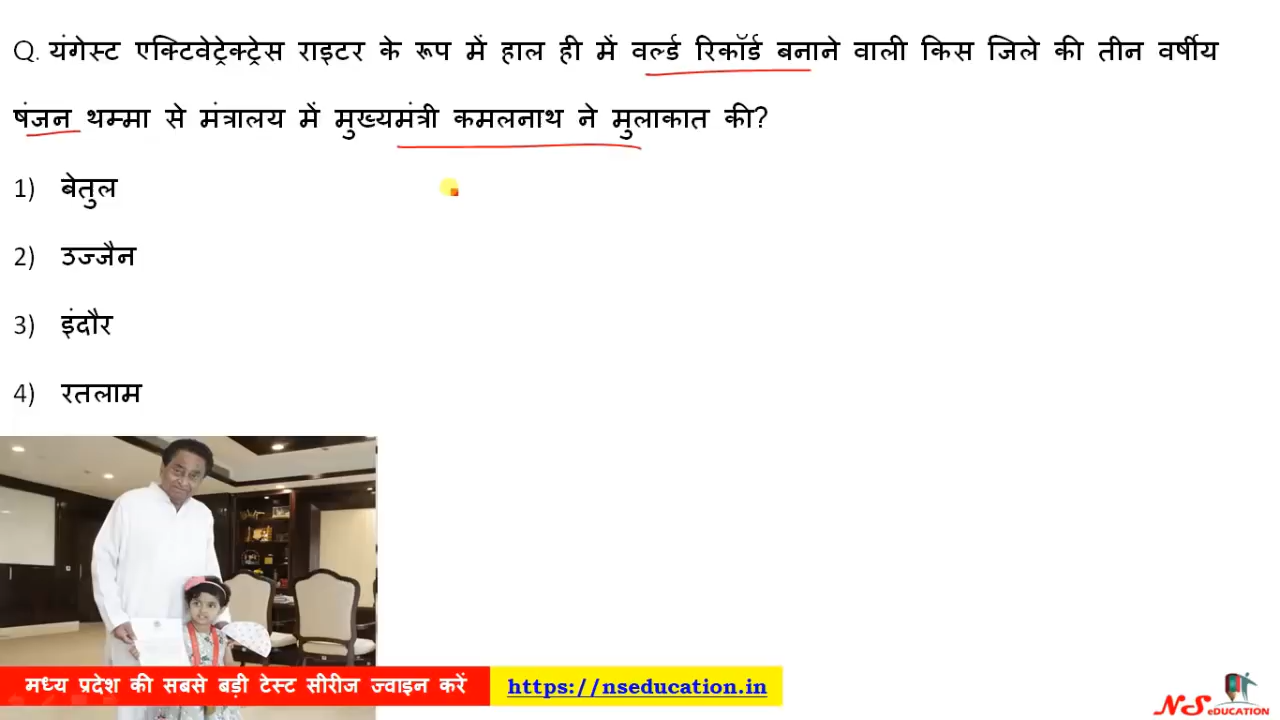 Q. यंगेस्ट एक्टिवेट्रेक्ट्रेस राइटर के रूप में हाल ही में वर्ल्ड रिकॉर्ड बनाने वाली किस जिले की तीन वर्षीय
षंजन थम्मा से मंत्रालय में मुख्यमंत्री कमलनाथ ने मुलाकात की?
1) बेतुल
2) उज्जैन
3) इंदौर
4) रतलाम
मध्य प्रदेश की सबसे बड़ी टेस्ट सीरीज ज्वाइन करें
https://nseducation.in
NS eDUCATION